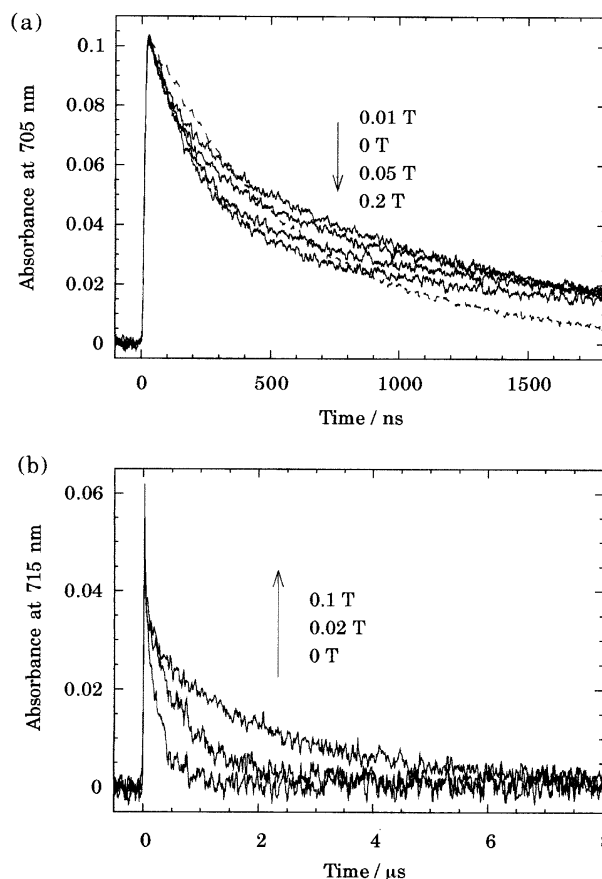 (a)
Absorbance at 705 nm
0.1
0.08
0.06
0.04
0.02
0
0.01 T
0 T
0.05 T
0.2 T
0
500
1000
1500
Time / ns
(b)
Absorbance at 715 nm
0.06
0.04
0.02
0
0.1 T
0.02 T
0 T
0
2
4
6
8
Time / μs